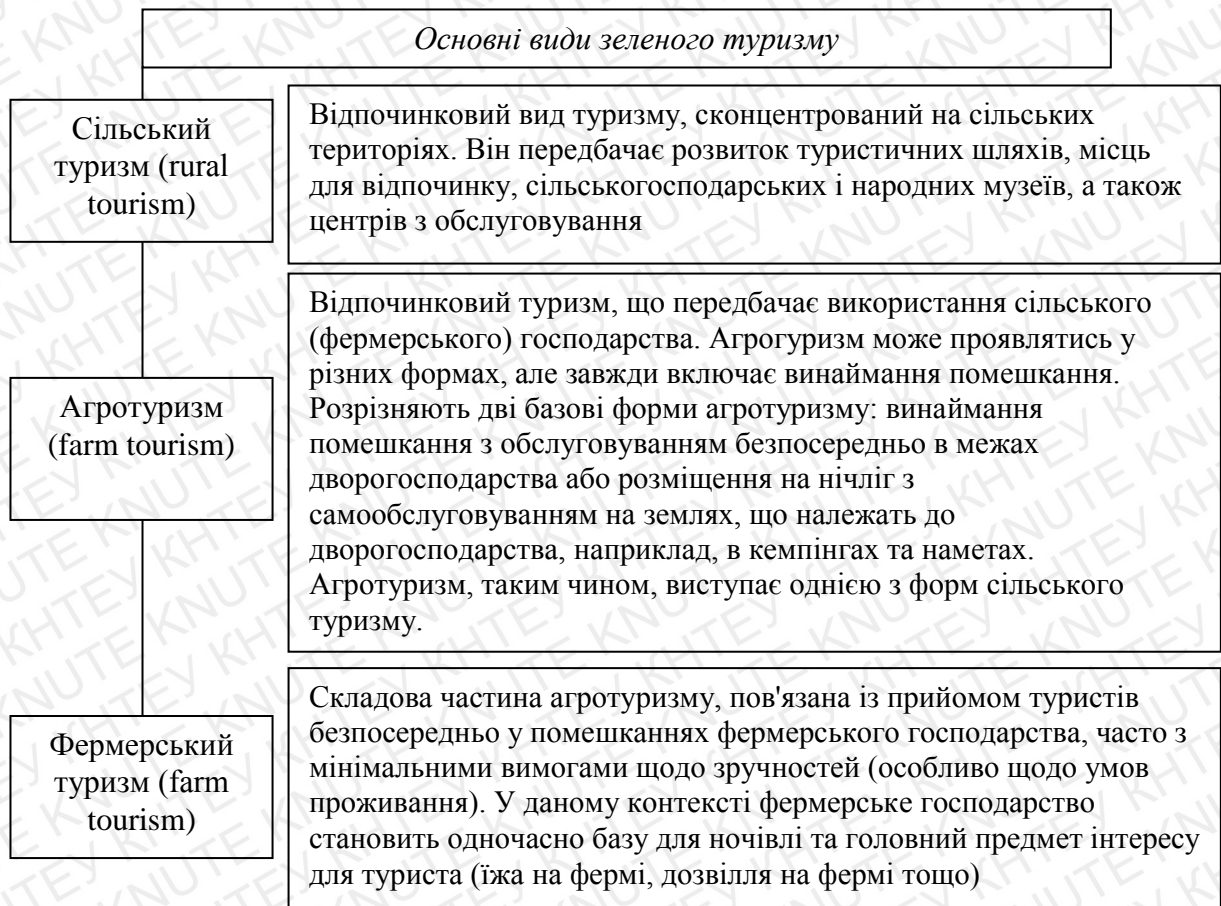 Основні види зеленого туризму
Сільський
туризм (rural
tourism)
Відпочинковий вид туризму, сконцентрований на сільських
територіях. Він передбачає розвиток туристичних шляхів, місць
для відпочинку, сільськогосподарських і народних музеїв, а також
центрів з обслуговування
Агротуризм
(farm tourism)
Відпочинковий туризм, що передбачає використання сільського
(фермерського) господарства. Агрогуризм може проявлятись у
різних формах, але завжди включає винаймання помешкання.
Розрізняють дві базові форми агротуризму: винаймання
помешкання з обслуговуванням безпосередньо в межах
дворогосподарства або розміщення на нічліг з
самообслуговуванням на землях, що належать до
дворогосподарства, наприклад, в кемпінгах та наметах.
Агротуризм, таким чином, виступає однією з форм сільського
туризму.
Фермерський
туризм (farm
tourism)
Складова частина агротуризму, пов'язана із прийомом туристів
безпосередньо у помешканнях фермерського господарства, часто з
мінімальними вимогами щодо зручностей (особливо щодо умов
проживання). У даному контексті фермерське господарство
становить одночасно базу для ночівлі та головний предмет інтересу
для туриста (їжа на фермі, дозвілля на фермі тощо)